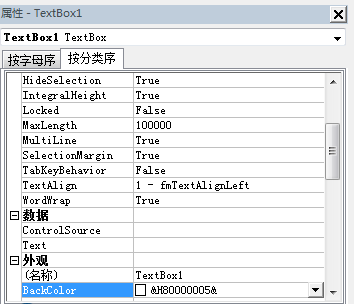 属性 - TextBox1
TextBox1 TextBox
按字母序 按分类序
HideSelection True
IntegralHeight True
Locked False
MaxLength 100000
MultiLine True
SelectionMargin True
TabKeyBehavior False
TextAlign 1 - fmTextAlignLeft
WordWrap True
数据
ControlSource
Text
外观
(名称) TextBox1
BackColor &H80000005&